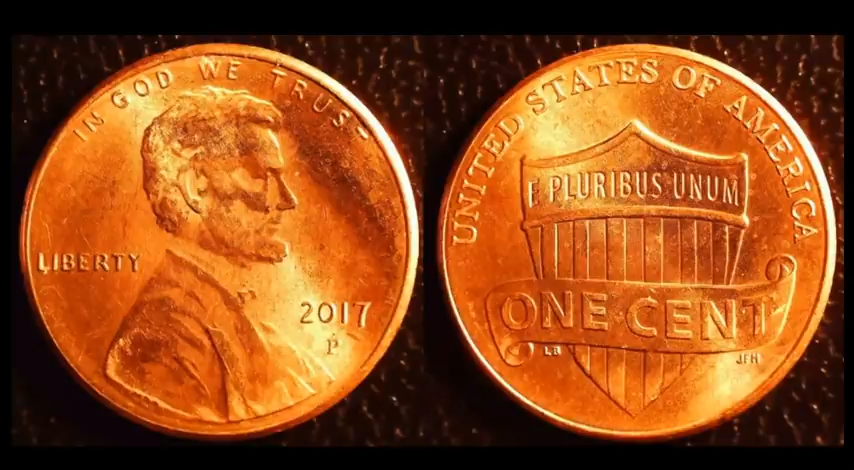 IN GOD WE TRUST
LIBERTY
2017
P
UNITED STATES OF AMERICA
E PLURIBUS UNUM
ONE CENT
LB
JFM